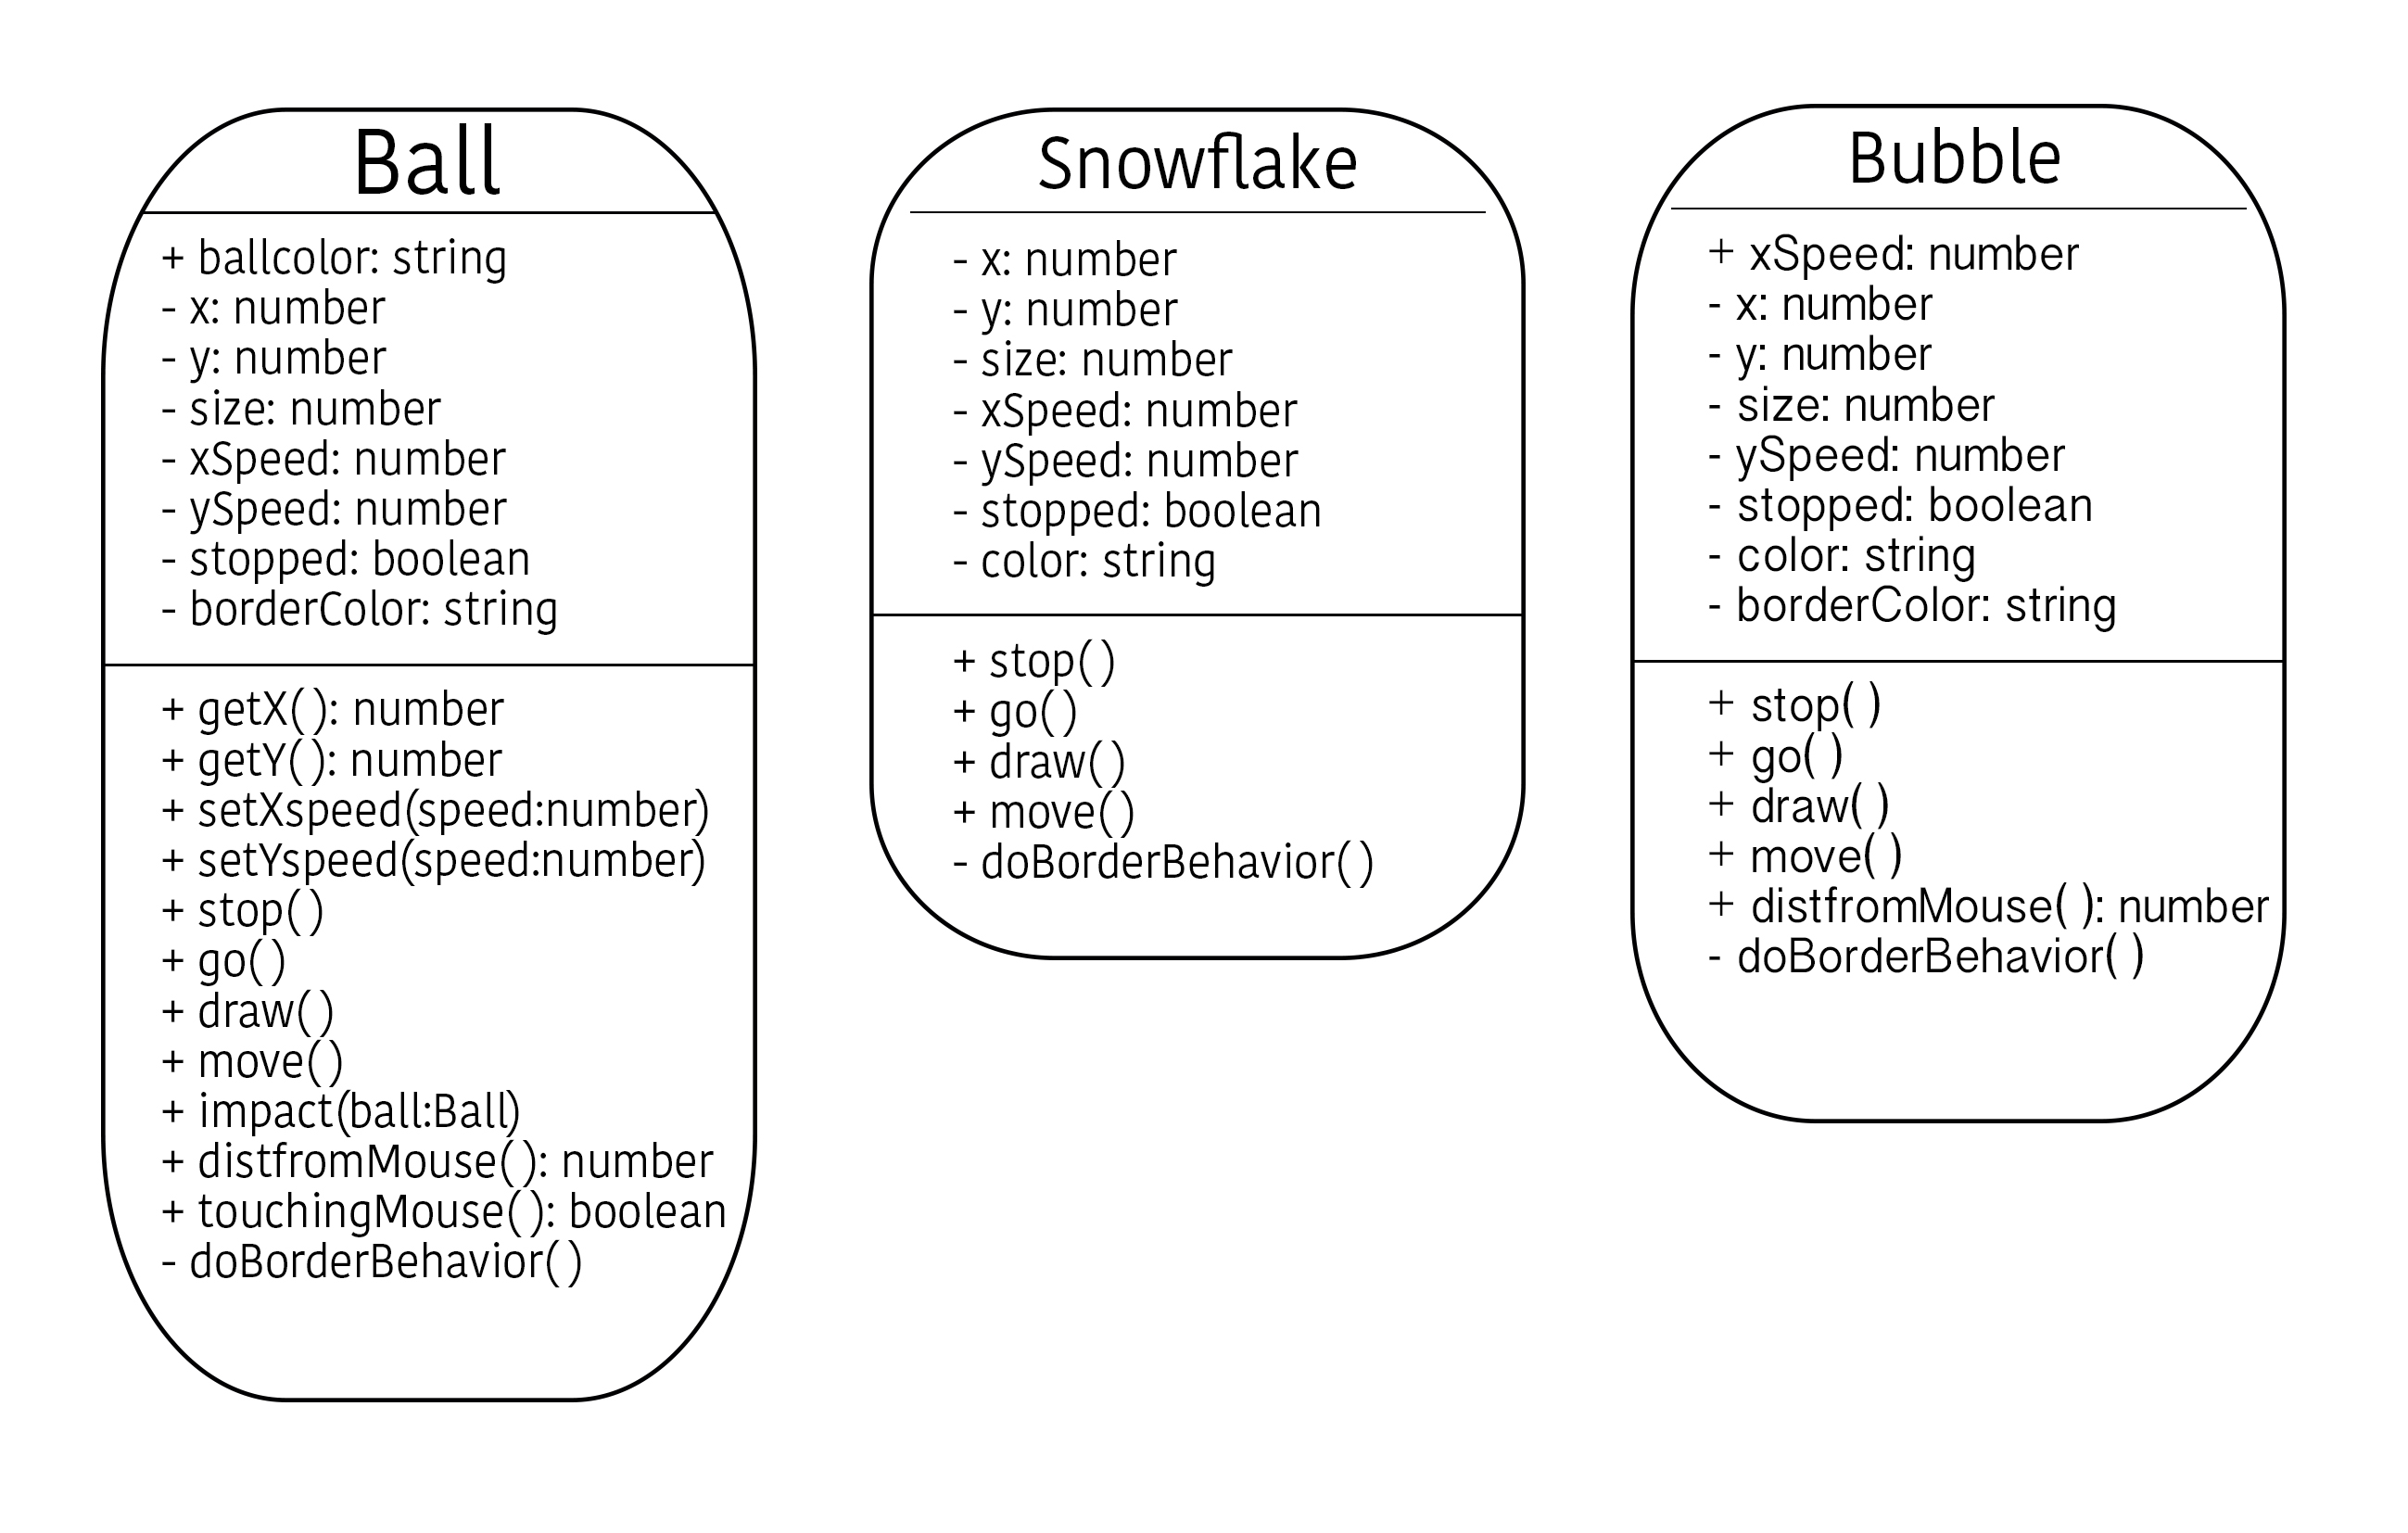 Ball
+ ballcolor: string
- x: number
- y: number
- size: number
- xSpeed: number
- ySpeed: number
- stopped: boolean
- borderColor: string
+ getX( ): number
+ getY( ): number
+ setXspeed(speed:number)
+ setYspeed(speed:number)
+ stop( )
+ go( )
+ draw( )
+ move( )
+ impact(ball:Ball)
+ distfromMouse( ): number
+ touchingMouse( ): boolean
- doBorderBehavior( )
Snowflake
- x: number
- y: number
- size: number
- xSpeed: number
- ySpeed: number
- stopped: boolean
- color: string
+ stop( )
+ go( )
+ draw( )
+ move( )
- doBorderBehavior( )
Bubble
+ xSpeed: number
- x: number
- y: number
- size: number
- ySpeed: number
- stopped: boolean
- color: string
- borderColor: string
+ stop( )
+ go( )
+ draw( )
+ move( )
+ distfromMouse( ): number
- doBorderBehavior( )